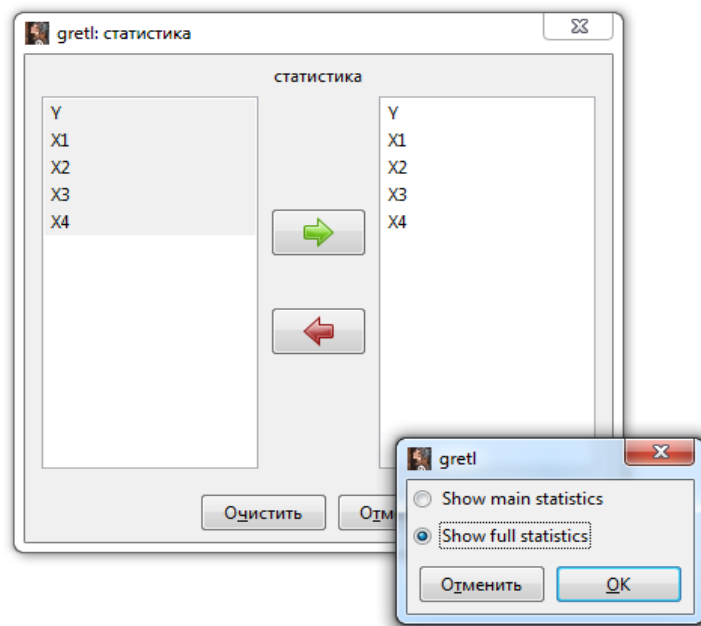 gretl: статистика
статистика
Y
X1
X2
X3
X4
Y
X1
X2
X3
X4
Очистить
gretl
Show main statistics
Show full statistics
Отменить
OK